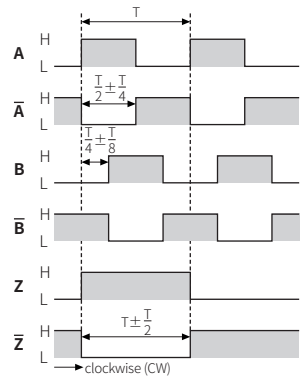 T
A H
L
T/2 ± T/4
A̅ H
L
T/4 ± T/8
B H
L
B̅ H
L
Z H
L
T ± T/2
Z̅ H
L
clockwise (CW)